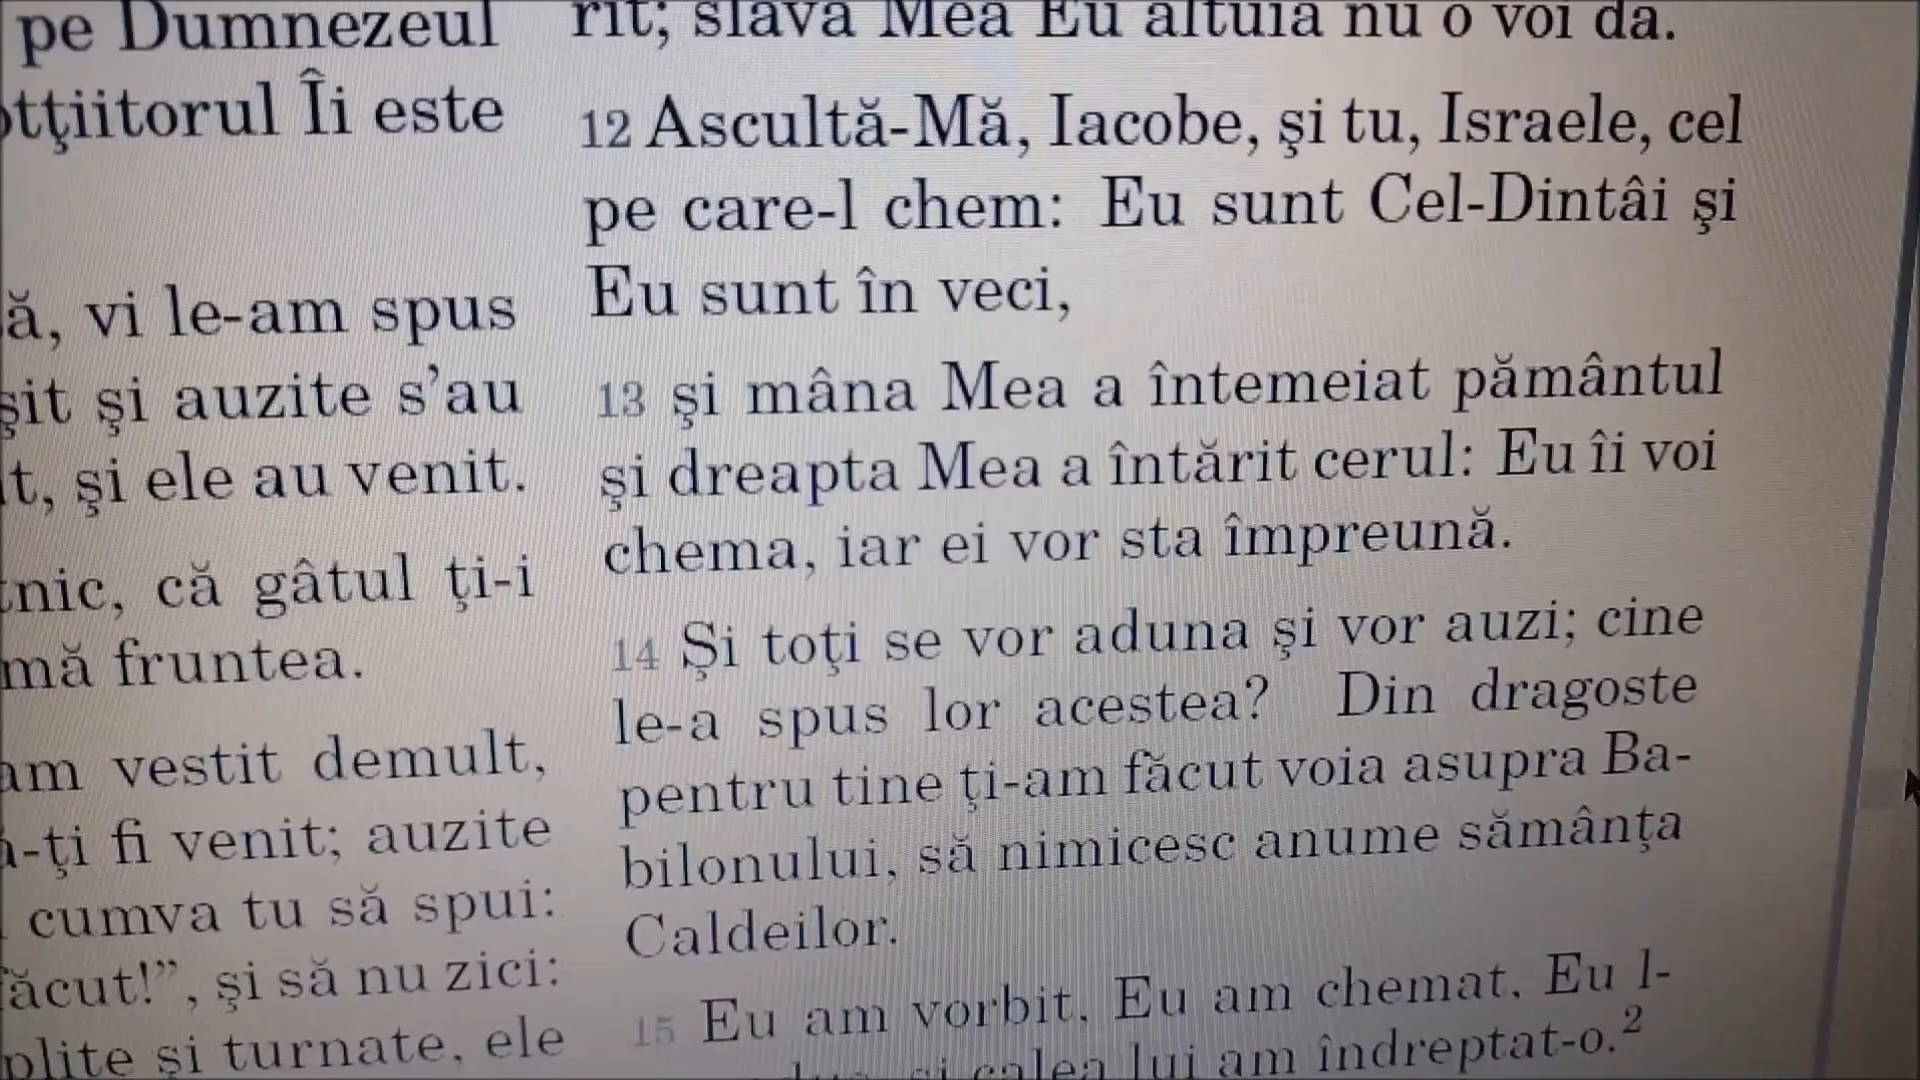 pe Dumnezeul
oţţiitorul Îi este
ă, vi le-am spus
şit şi auzite s’au
t, şi ele au venit.
nic, că gâtul ţi-i
mă fruntea.
am vestit demult,
ţi fi venit; auzite
cumva tu să spui:
făcut!”, şi să nu zici:
plite şi turnate, ele
rit; slava Mea Eu altuia nu o voi da.
12 Ascultă-Mă, Iacobe, şi tu, Israele, cel
pe care-l chem: Eu sunt Cel-Dintâi şi
Eu sunt în veci,
13 şi mâna Mea a întemeiat pământul
şi dreapta Mea a întărit cerul: Eu îi voi
chema, iar ei vor sta împreună.
14 Şi toţi se vor aduna şi vor auzi; cine
le-a spus lor acestea? Din dragoste
pentru tine ţi-am făcut voia asupra Ba-
bilonului, să nimicesc anume sămânţa
Caldeilor.
15 Eu am vorbit, Eu am chemat, Eu l-
şi calea lui am îndreptat-o.2